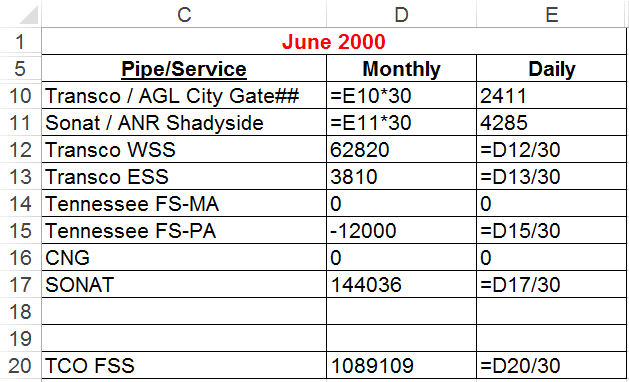 C D E
1 June 2000
5 Pipe/Service Monthly Daily
10 Transco / AGL City Gate## =E10*30 2411
11 Sonat / ANR Shadyside =E11*30 4285
12 Transco WSS 62820 =D12/30
13 Transco ESS 3810 =D13/30
14 Tennessee FS-MA 0 0
15 Tennessee FS-PA -12000 =D15/30
16 CNG 0 0
17 SONAT 144036 =D17/30
18
19
20 TCO FSS 1089109 =D20/30